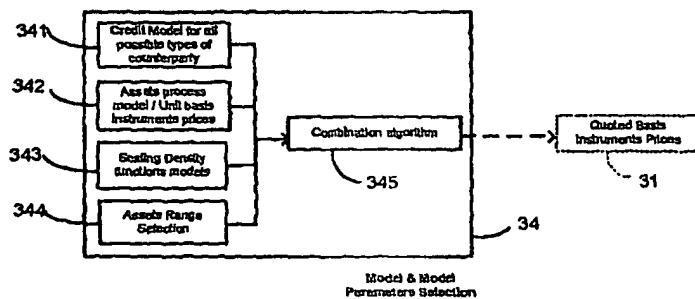 341
Credit Model for all
possible types of
counterparty
342
Assets process
model / Unit basis
instruments prices
343
Scaling Density
functions models
344
Assets Range
Selection
Combination algorithm
345
Quoted Basis
Instruments Prices
31
34
Model & Model
Parameters Selection